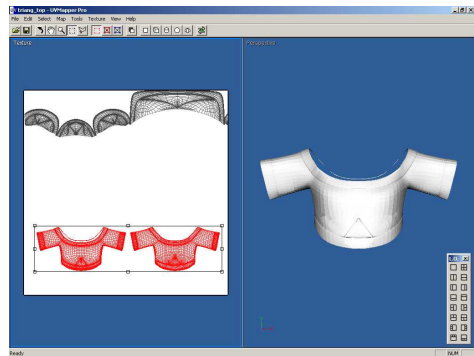 triang_top - UVMapper Pro
File Edit Select Map Tools Texture View Help
Texture
Perspective
Ready
NUM